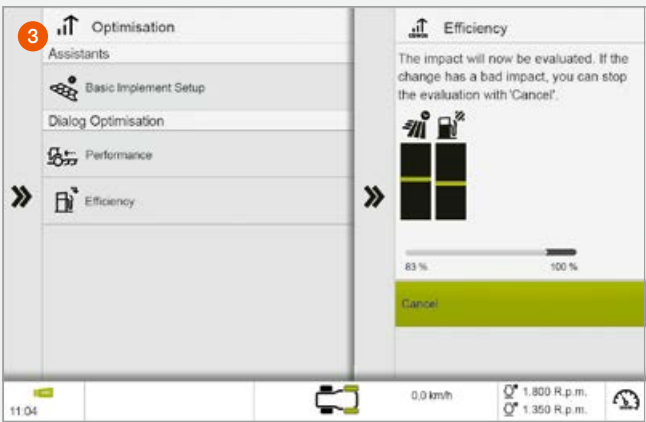 3
Optimisation
Assistants
Basic Implement Setup
Dialog Optimisation
Performance
Efficiency
Efficiency
The impact will now be evaluated. If the
change has a bad impact, you can stop
the evaluation with 'Cancel'.
83 %
100 %
Cancel
11:04
0,0 km/h
1.800 R.p.m.
1.350 R.p.m.